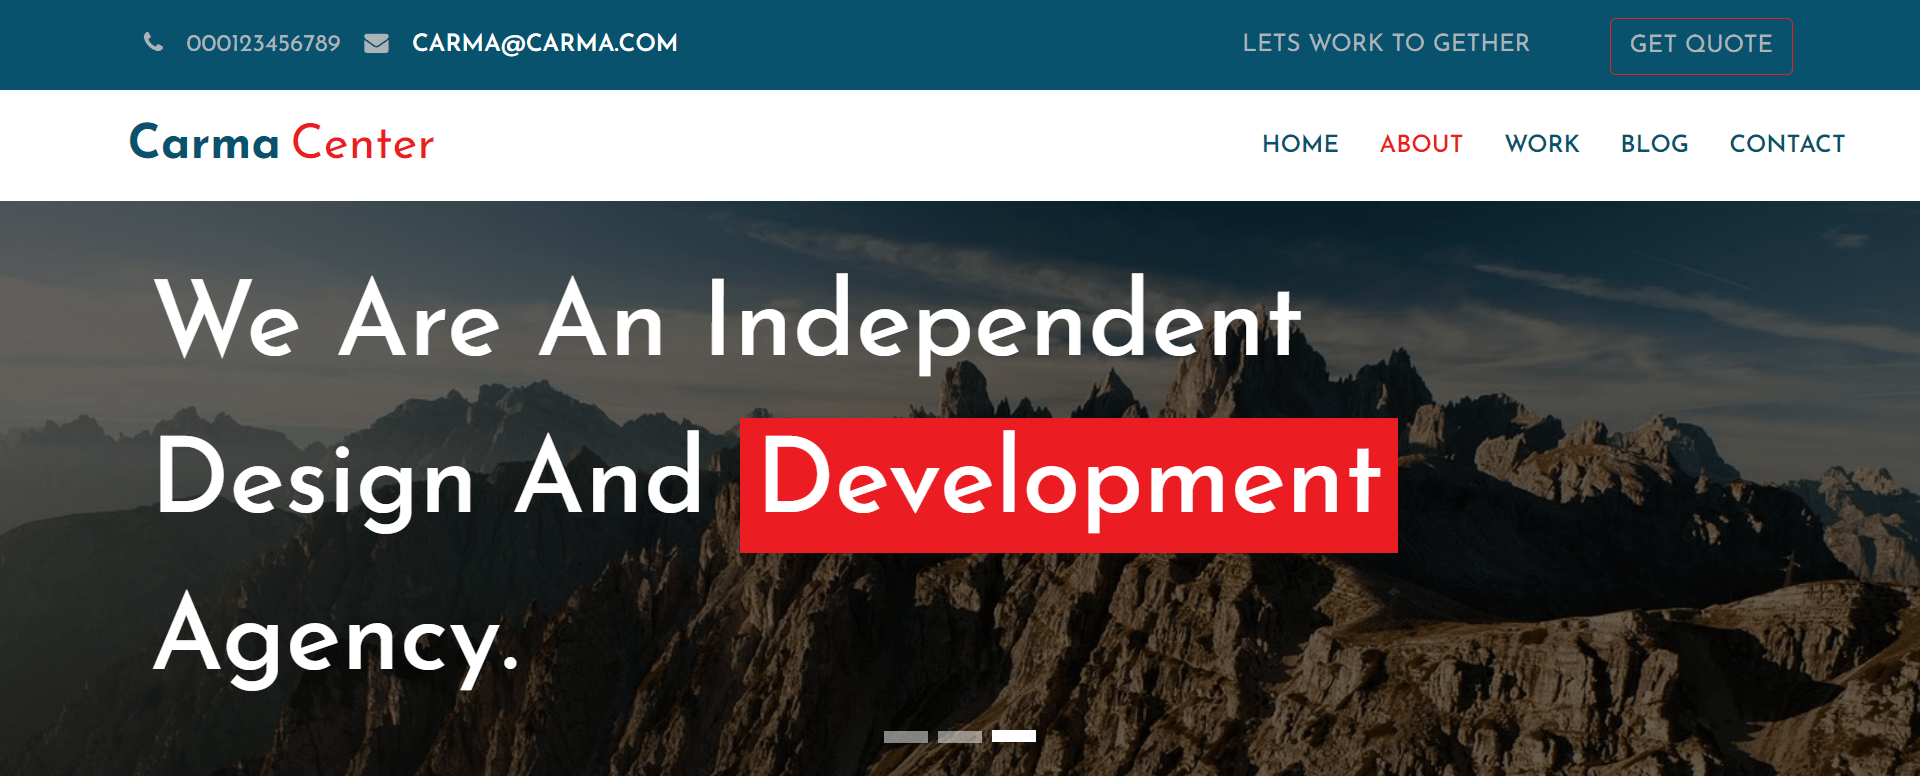 000123456789 CARMA@CARMA.COM LETS WORK TO GETHER GET QUOTE
Carma Center HOME ABOUT WORK BLOG CONTACT
We Are An Independent
Design And Development
Agency.